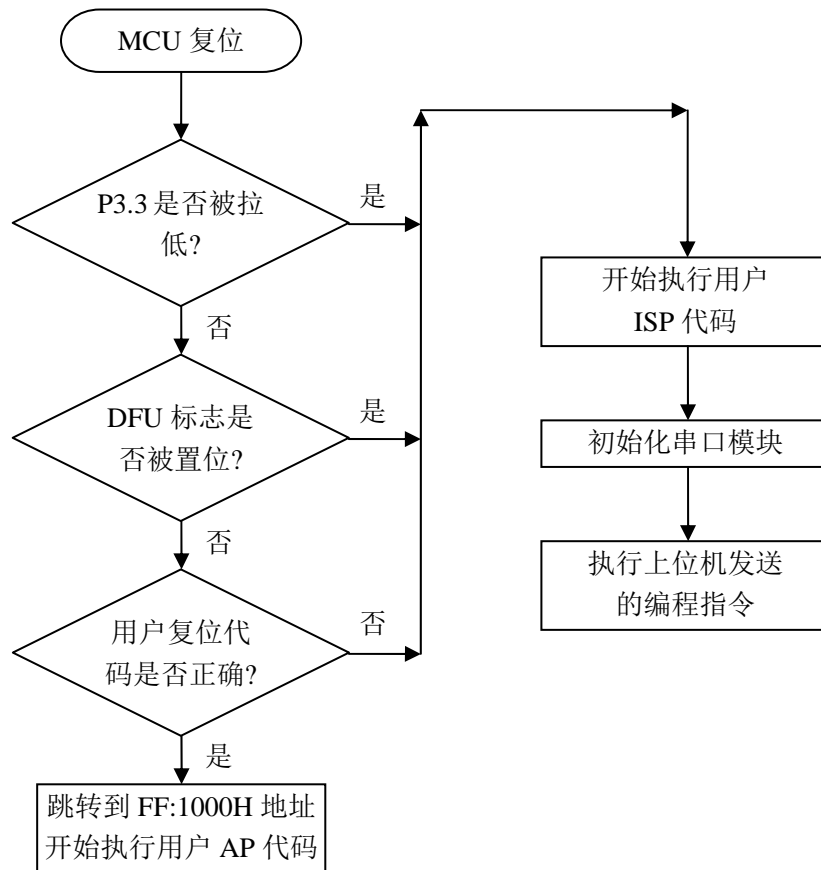 MCU 复位
P3.3 是否被拉
低?
是
否
DFU 标志是
否被置位?
是
否
用户复位代
码是否正确?
否
是
跳转到 FF:1000H 地址
开始执行用户 AP 代码
开始执行用户
ISP 代码
初始化串口模块
执行上位机发送
的编程指令